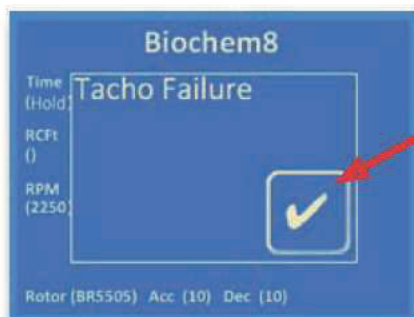 Biochem8
Time
(Hold)
Tacho Failure
RCFt
()
RPM
(2250)
Rotor (BR5505) Acc (10) Dec (10)